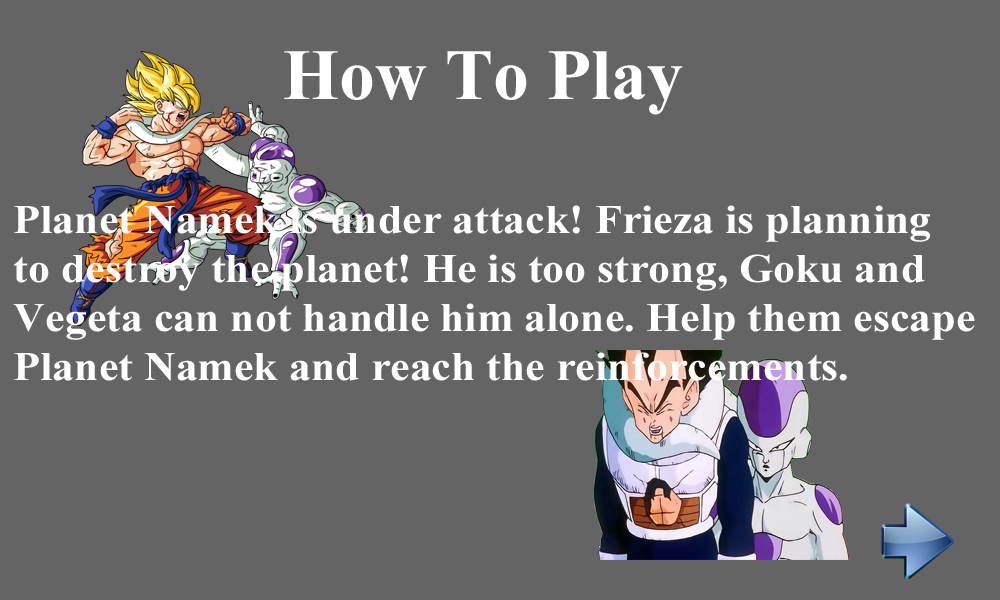 How To Play
Planet Namek is under attack! Frieza is planning
to destroy the planet! He is too strong, Goku and
Vegeta can not handle him alone. Help them escape
Planet Namek and reach the reinforcements.